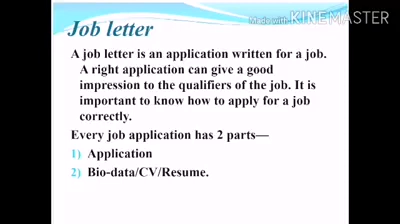 Made with KINEMASTER
Job letter
A job letter is an application written for a job.
A right application can give a good
impression to the qualifiers of the job. It is
important to know how to apply for a job
correctly.
Every job application has 2 parts—
1) Application
2) Bio-data/CV/Resume.